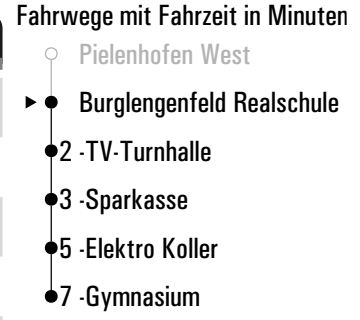 Fahrwege mit Fahrzeit in Minuten
Pielenhofen West
Burglengenfeld Realschule
2 -TV-Turnhalle
3 -Sparkasse
5 -Elektro Koller
7 -Gymnasium